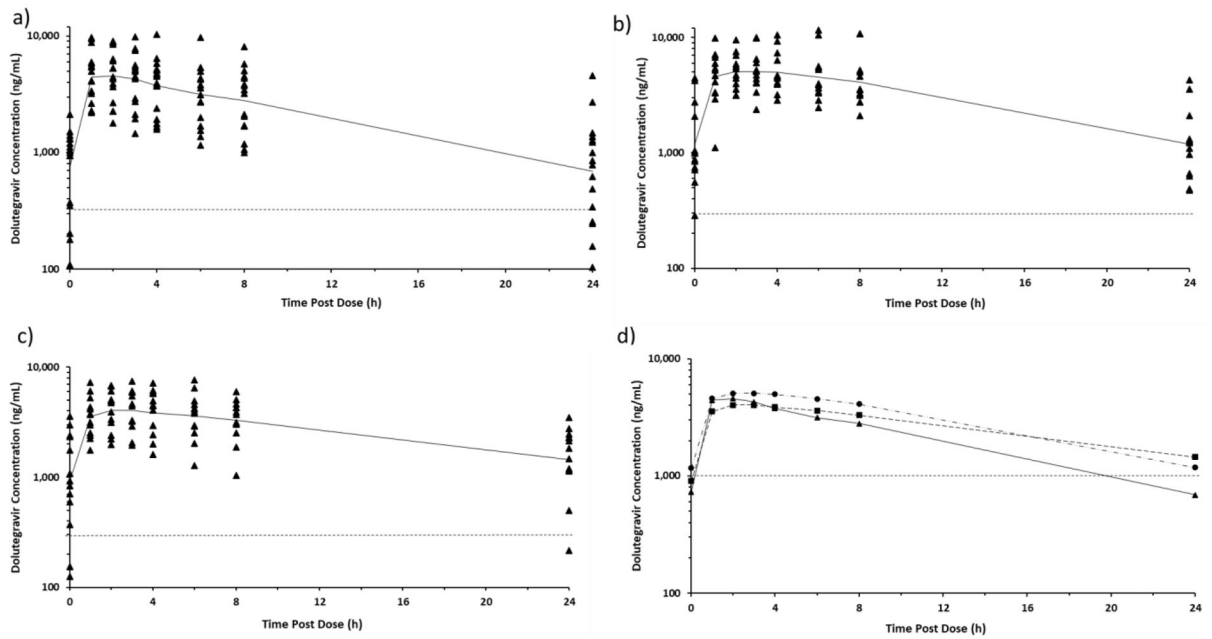 a)
Dolutegravir Concentration (ng/mL)
10,000
1,000
100
0 4 8 12 16 20 24
Time Post Dose (h)
b)
Dolutegravir Concentration (ng/mL)
10,000
1,000
100
0 4 8 12 16 20 24
Time Post Dose (h)
c)
Dolutegravir Concentration (ng/mL)
10,000
1,000
100
0 4 8 12 16 20 24
Time Post Dose (h)
d)
Dolutegravir Concentration (ng/mL)
10,000
1,000
100
0 4 8 12 16 20 24
Time Post Dose (h)